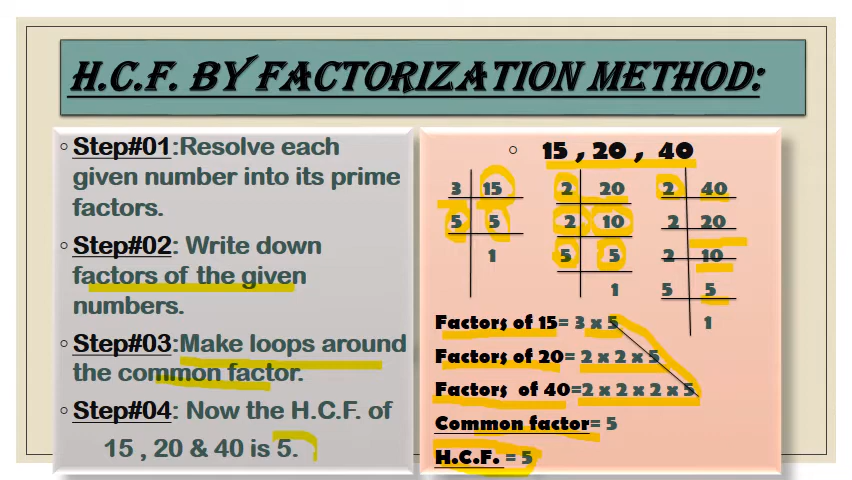 H.C.F. BY FACTORIZATION METHOD:
Step#01:Resolve each
given number into its prime
factors.
Step#02: Write down
factors of the given
numbers.
Step#03:Make loops around
the common factor.
Step#04: Now the H.C.F. of
15 , 20 & 40 is 5.
15 , 20 , 40
3 15
5 5
1
2 20
2 10
5 5
1
2 40
2 20
2 10
5 5
1
Factors of 15= 3 x 5
Factors of 20= 2 x 2 x 5
Factors of 40=2 x 2 x 2 x 5
Common factor= 5
H.C.F. = 5